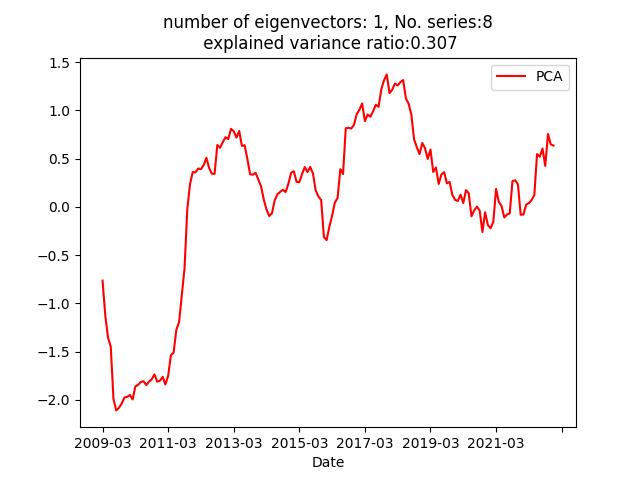 number of eigenvectors: 1, No. series:8
explained variance ratio:0.307
PCA
1.5
1.0
0.5
0.0
−0.5
−1.0
−1.5
−2.0
2009-03 2011-03 2013-03 2015-03 2017-03 2019-03 2021-03
Date